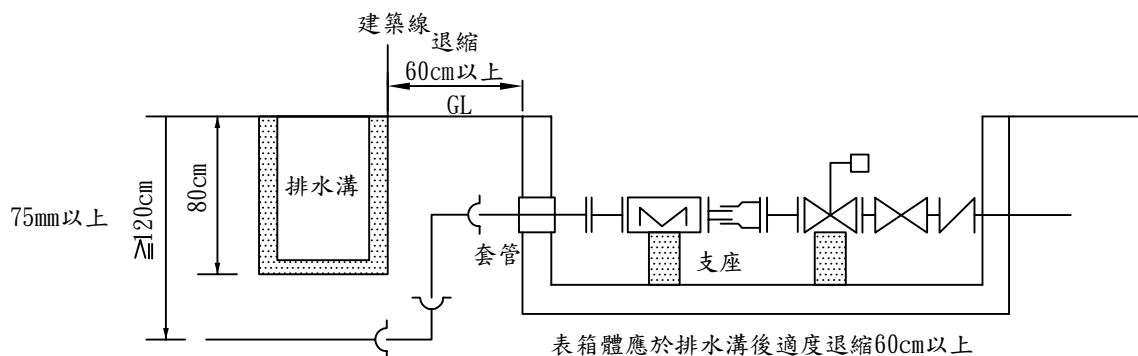 建築線
退縮
60cm以上
GL
排水溝
80cm
75mm以上
≧120cm
套管
支座
M
表箱體應於排水溝後適度退縮60cm以上